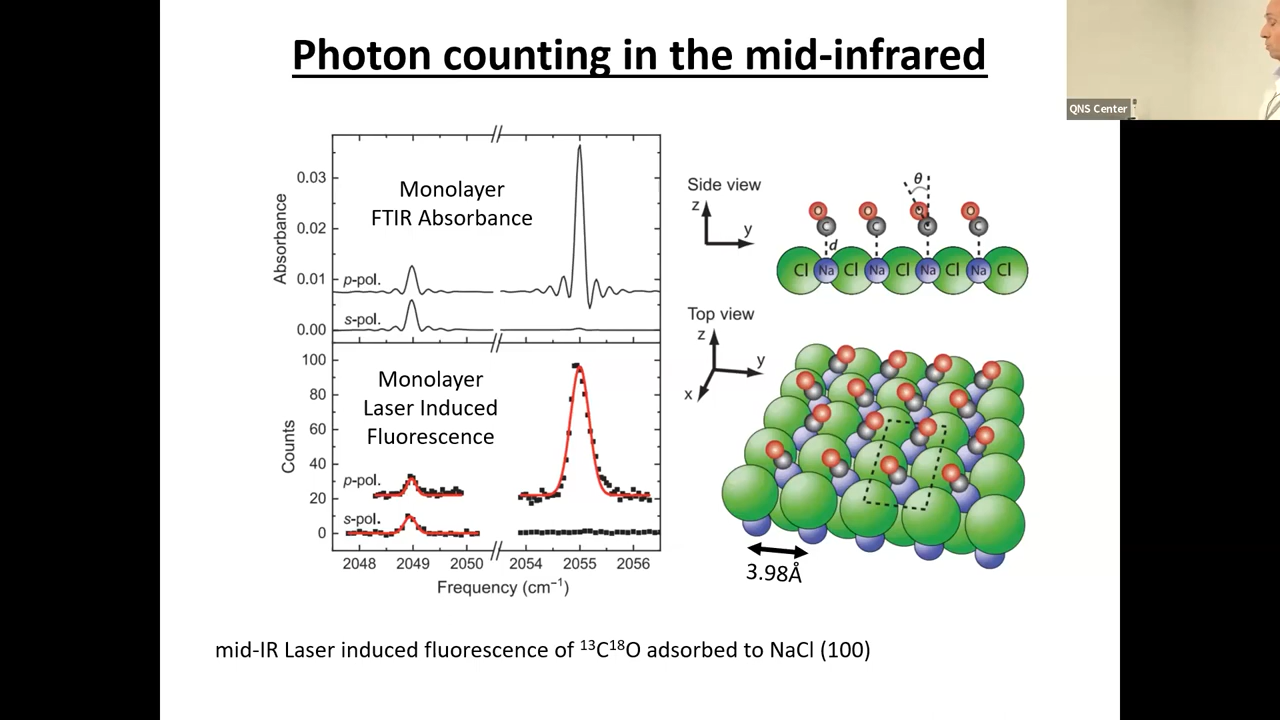 Photon counting in the mid-infrared
QNS Center
Monolayer
FTIR Absorbance
Absorbance
0.03
0.02
0.01
0.00
p-pol.
s-pol.
Monolayer
Laser Induced
Fluorescence
Counts
100
80
60
40
20
0
p-pol.
s-pol.
2048 2049 2050 2054 2055 2056
Frequency (cm⁻¹)
Side view
z
y
θ
O O O O
C C C C
d
Cl Na Cl Na Cl Na Cl Na Cl
Top view
z
y
x
3.98Å
mid-IR Laser induced fluorescence of ¹³C¹⁸O adsorbed to NaCl (100)